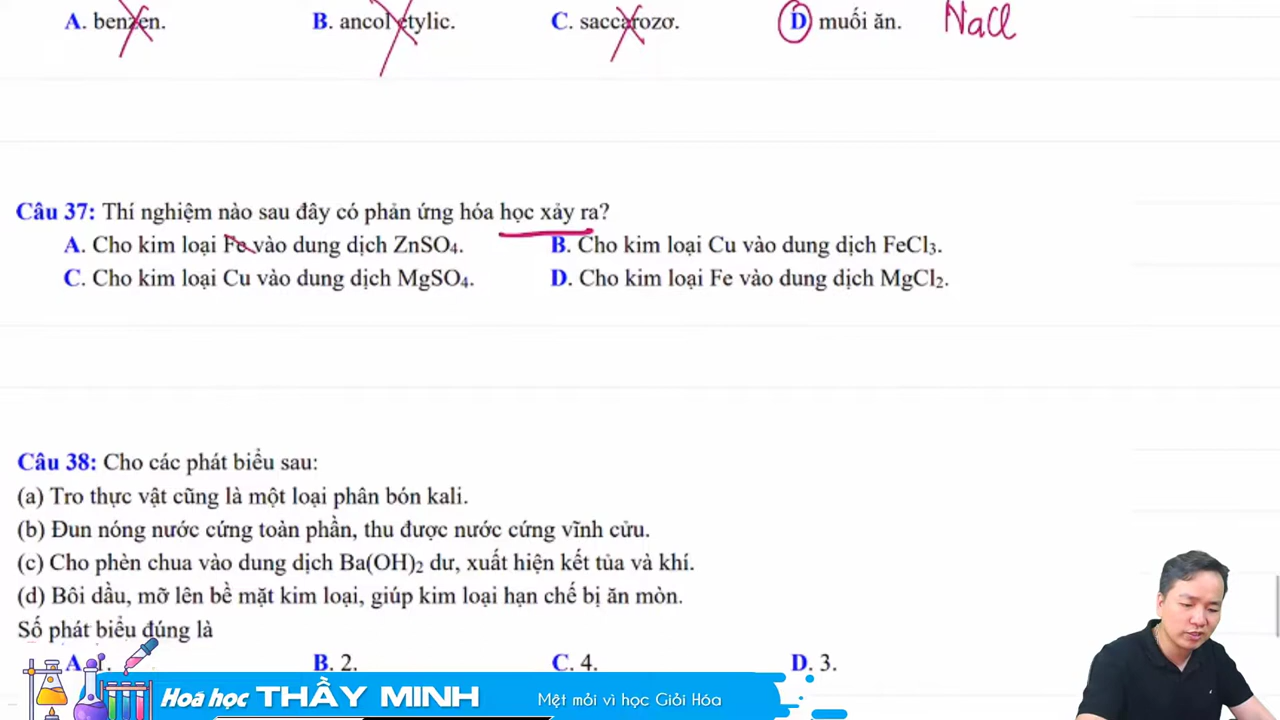 A. benzen. B. ancol etylic. C. saccarozơ. D muối ăn. NaCl
Câu 37: Thí nghiệm nào sau đây có phản ứng hóa học xảy ra?
A. Cho kim loại Fe vào dung dịch ZnSO₄. B. Cho kim loại Cu vào dung dịch FeCl₃.
C. Cho kim loại Cu vào dung dịch MgSO₄. D. Cho kim loại Fe vào dung dịch MgCl₂.
Câu 38: Cho các phát biểu sau:
(a) Tro thực vật cũng là một loại phân bón kali.
(b) Đun nóng nước cứng toàn phần, thu được nước cứng vĩnh cửu.
(c) Cho phèn chua vào dung dịch Ba(OH)₂ dư, xuất hiện kết tủa và khí.
(d) Bôi dầu, mỡ lên bề mặt kim loại, giúp kim loại hạn chế bị ăn mòn.
Số phát biểu đúng là
A. 1. B. 2. C. 4. D. 3.
Hoá học THẦY MINH Mệt mỏi vì học Giỏi Hóa